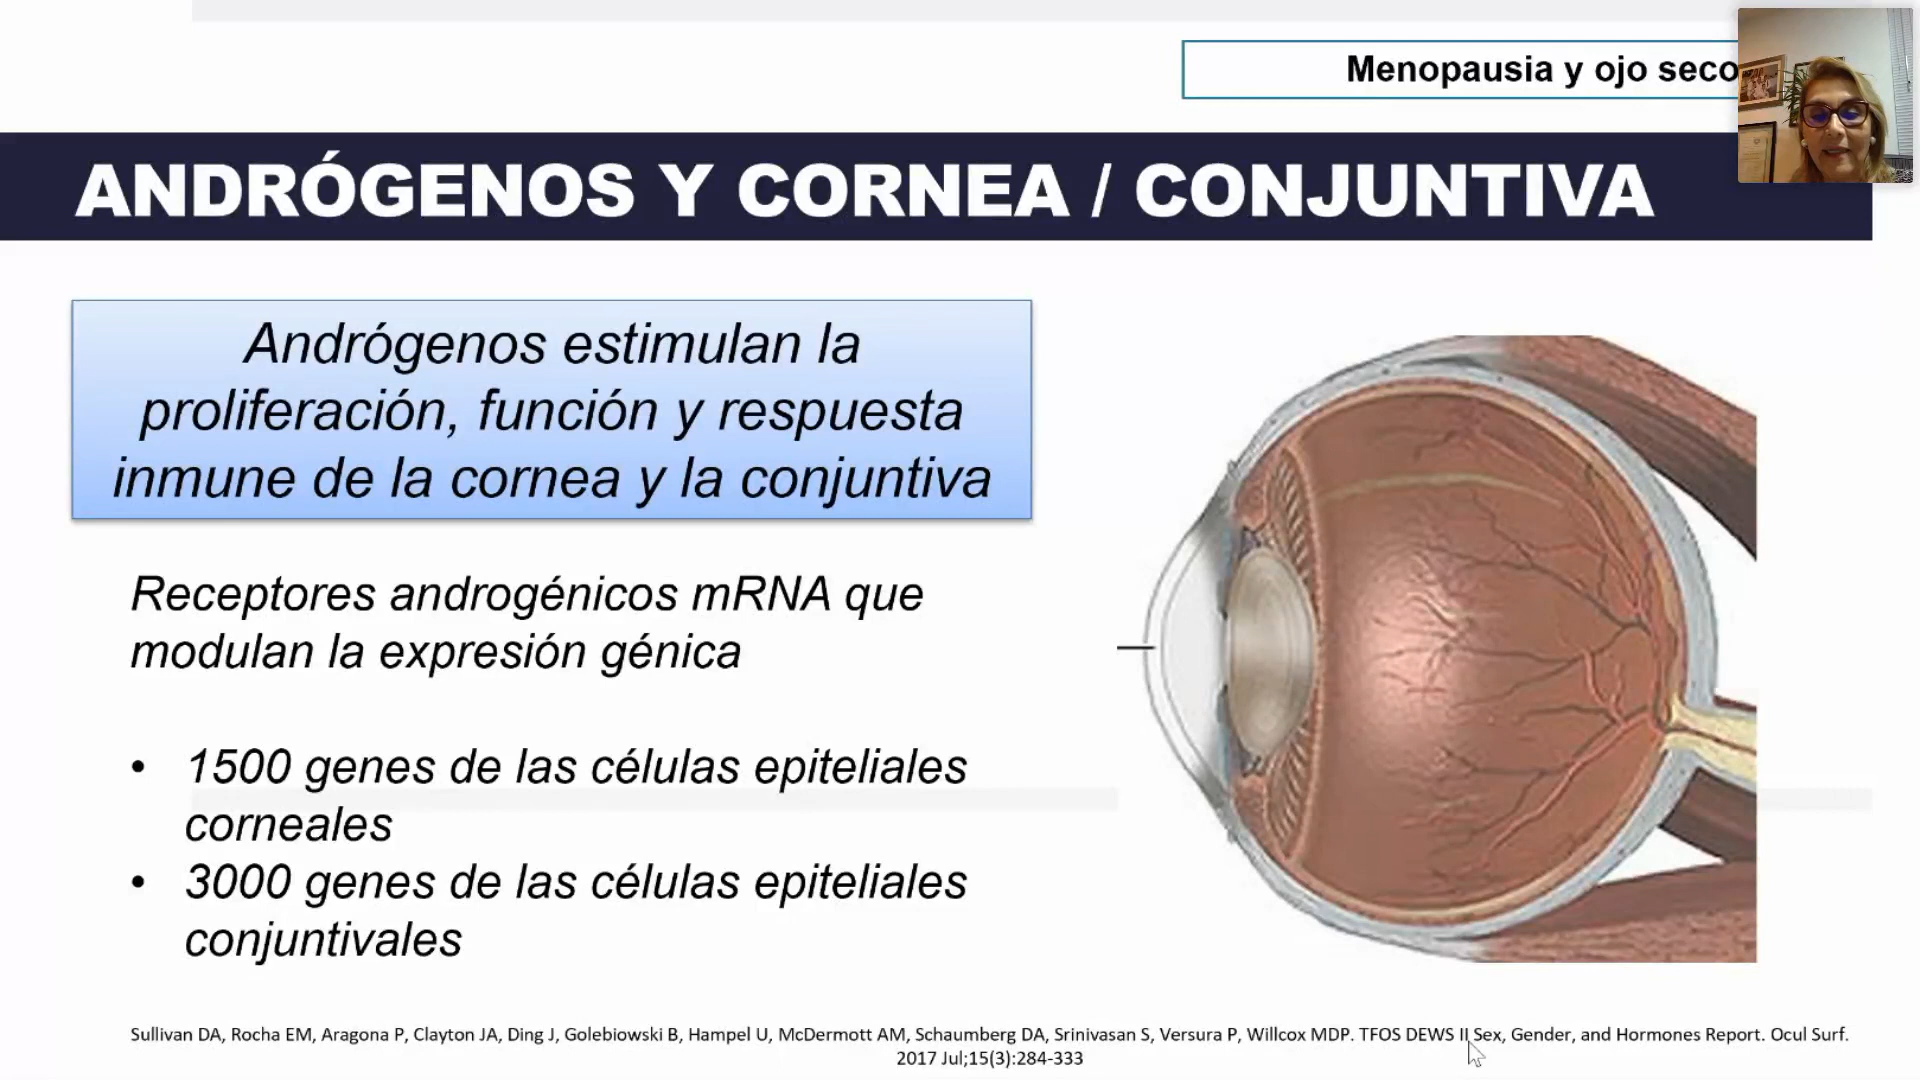 Menopausia y ojo seco
ANDRÓGENOS Y CORNEA / CONJUNTIVA
Andrógenos estimulan la
proliferación, función y respuesta
inmune de la cornea y la conjuntiva
Receptores androgénicos mRNA que
modulan la expresión génica
• 1500 genes de las células epiteliales
corneales
• 3000 genes de las células epiteliales
conjuntivales
Sullivan DA, Rocha EM, Aragona P, Clayton JA, Ding J, Golebiowski B, Hampel U, McDermott AM, Schaumberg DA, Srinivasan S, Versura P, Willcox MDP. TFOS DEWS II Sex, Gender, and Hormones Report. Ocul Surf.
2017 Jul;15(3):284-333